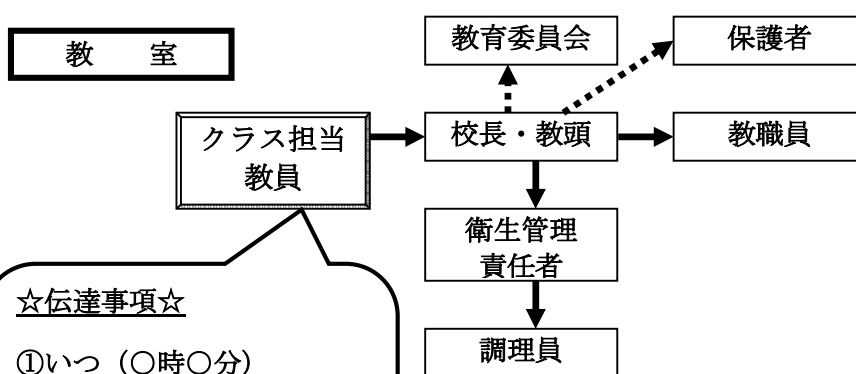 教　室
教育委員会
保護者
クラス担当
教員
校長・教頭
教職員
衛生管理
責任者
調理員
☆伝達事項☆
①いつ（○時○分）